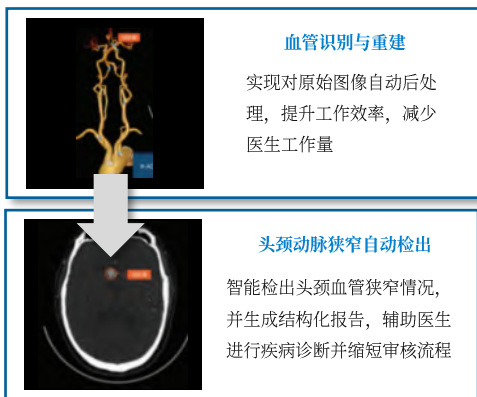 血管识别与重建
实现对原始图像自动后处
理，提升工作效率，减少
医生工作量
头颈动脉狭窄自动检出
智能检出头颈血管狭窄情况，
并生成结构化报告，辅助医生
进行疾病诊断并缩短审核流程